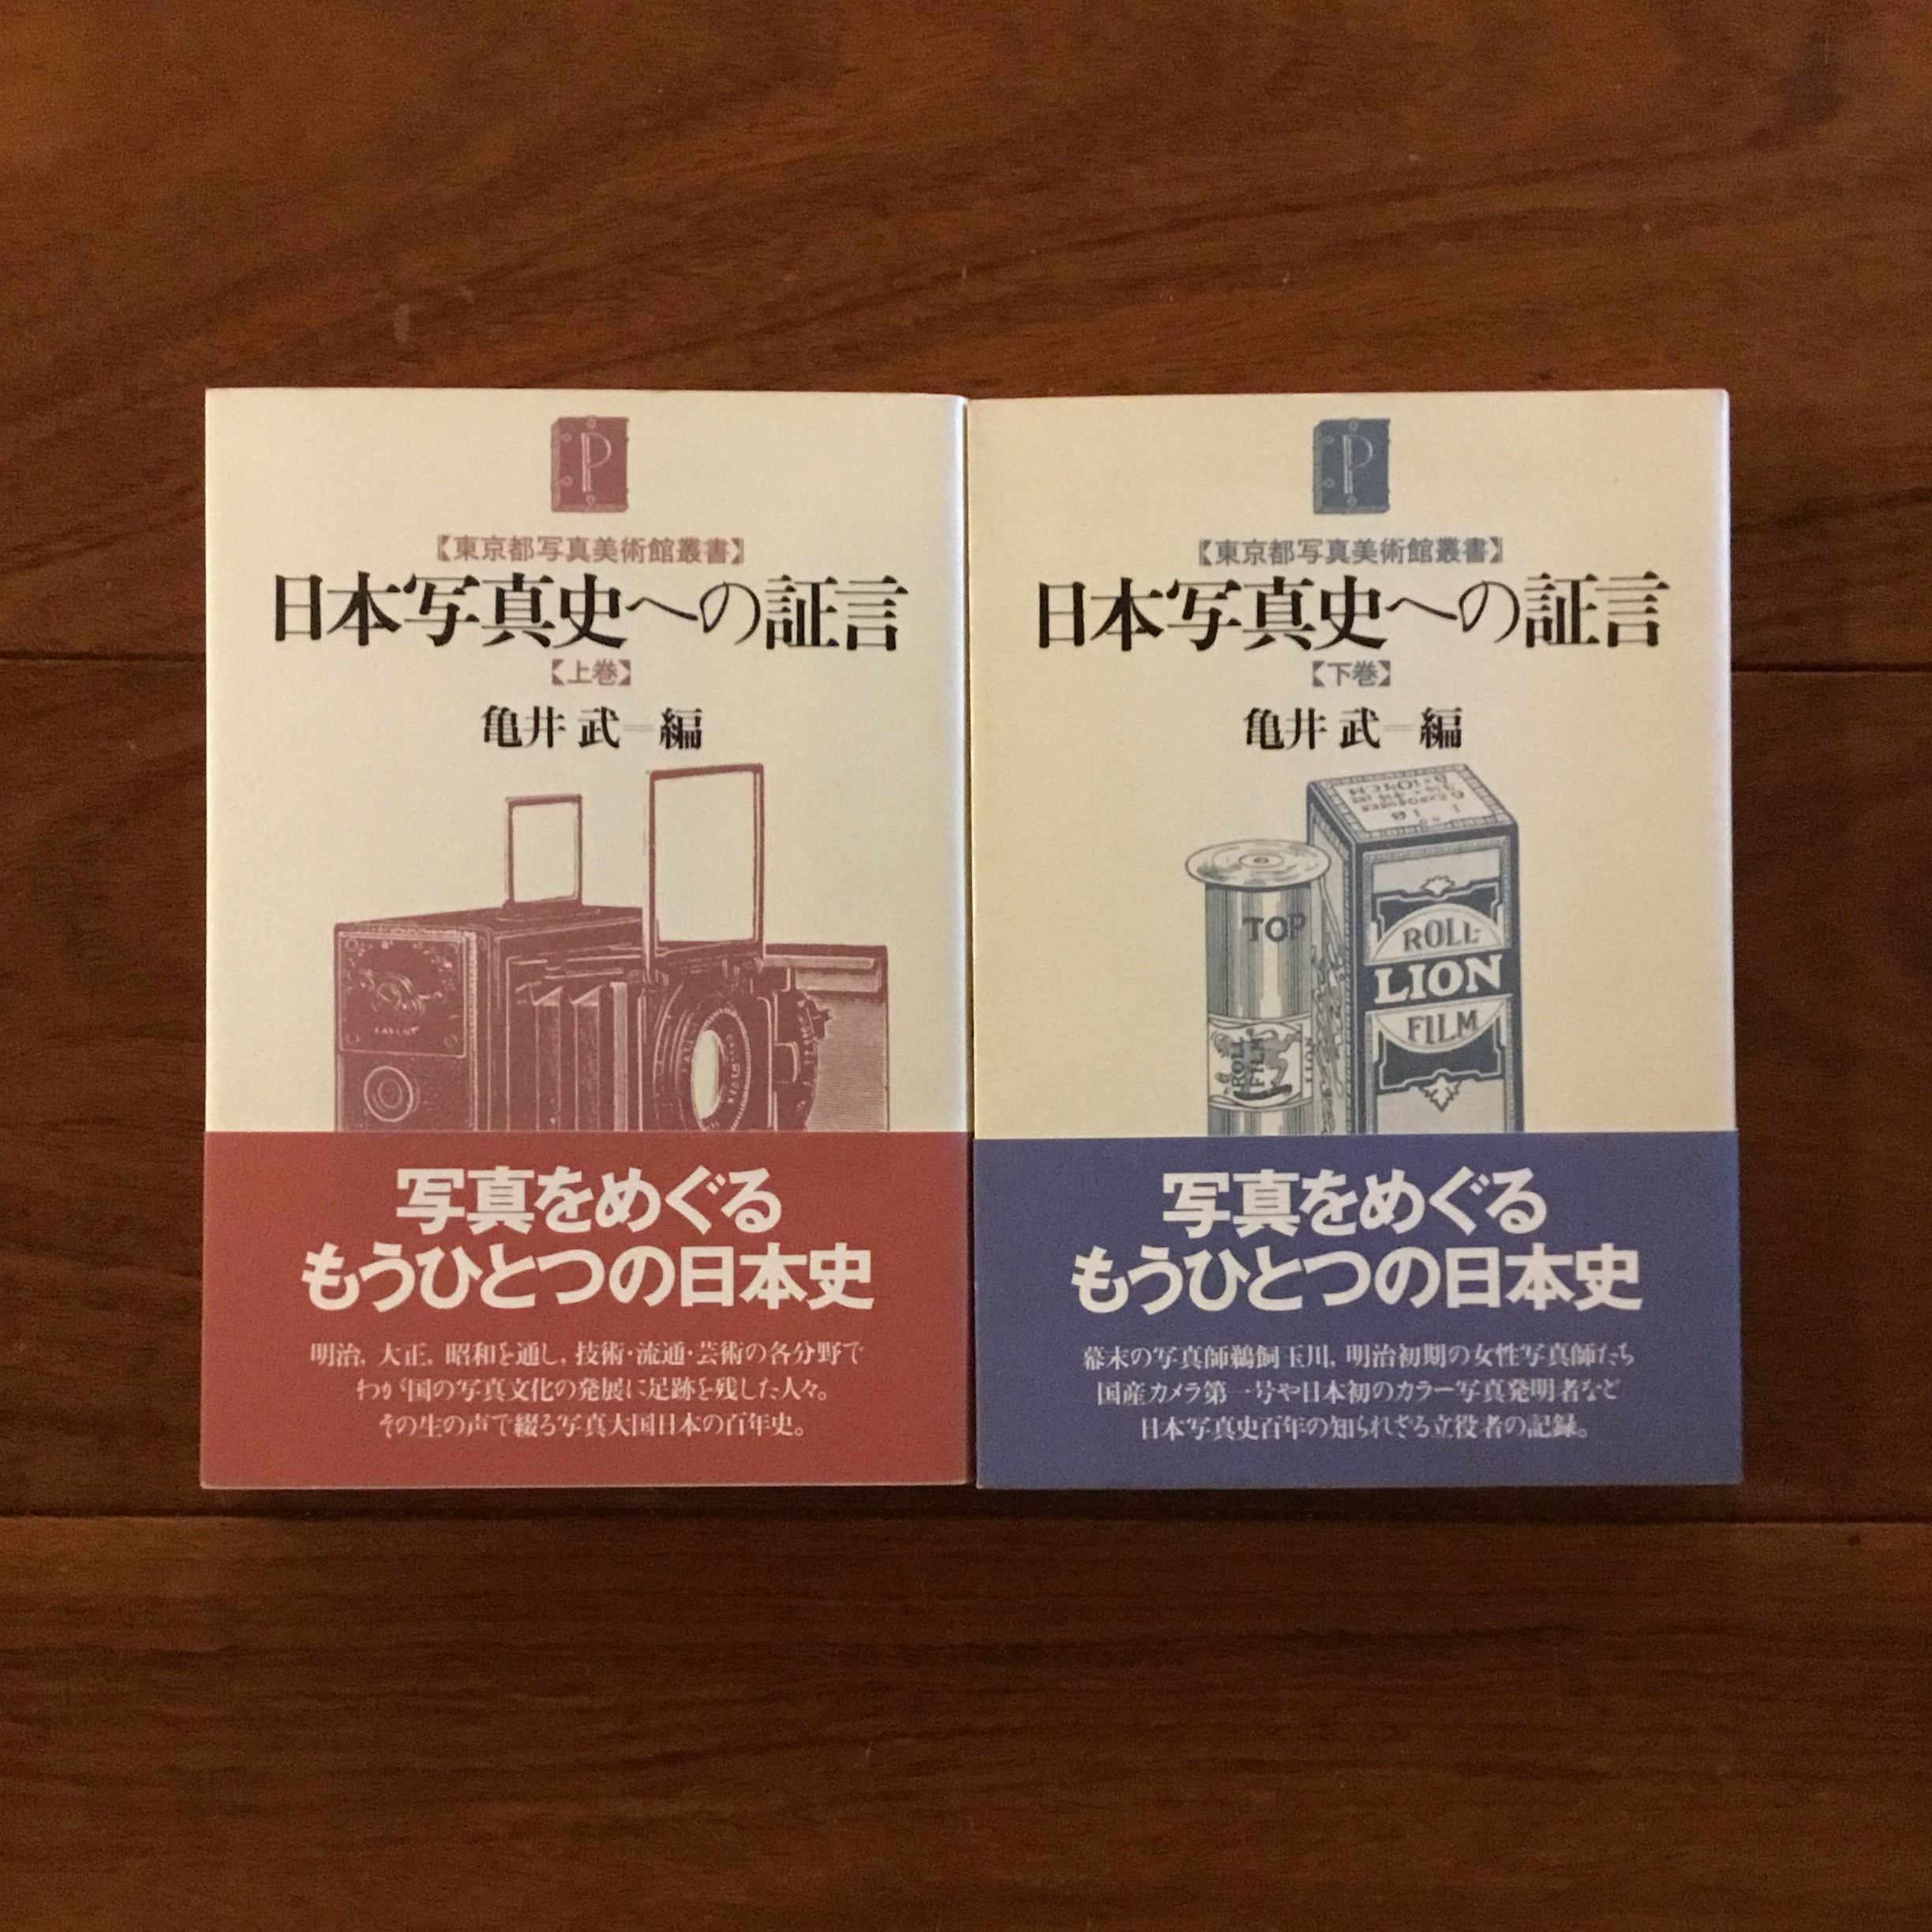 P
【東京都写真美術館叢書】
日本写真史への証言
【上巻】
亀井 武―編
写真をめぐる
もうひとつの日本史
明治, 大正, 昭和を通し, 技術・流通・芸術の各分野で
わが国の写真文化の発展に足跡を残した人々。
その生の声で綴る写真大国日本の百年史。
P
【東京都写真美術館叢書】
日本写真史への証言
【下巻】
亀井 武―編
TOP
ROLL
FILM
LION
ROLL
LION
FILM
写真をめぐる
もうひとつの日本史
幕末の写真師鵜飼玉川, 明治初期の女性写真師たち
国産カメラ第一号や日本初のカラー写真発明者など
日本写真史百年の知られざる立役者の記録。